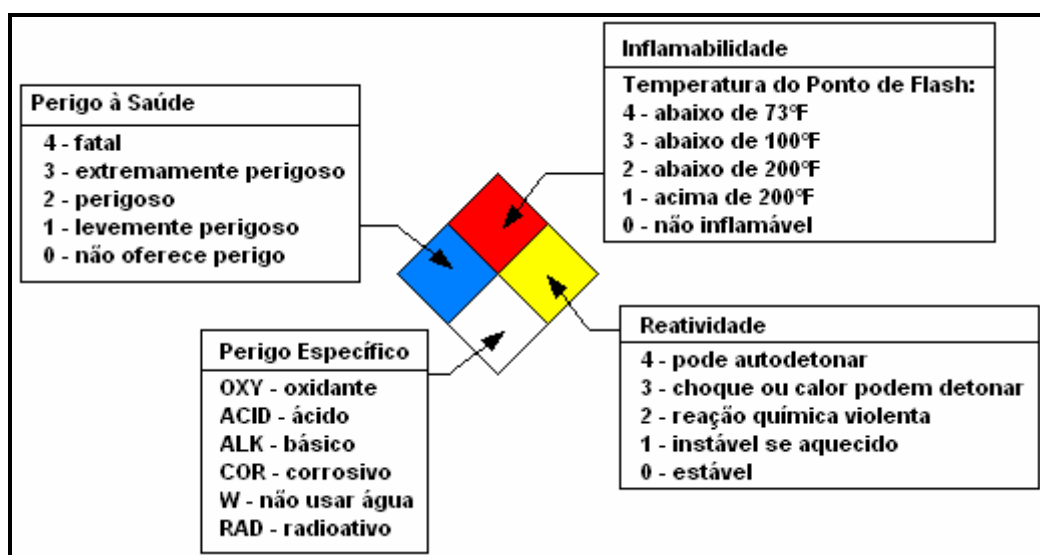 Perigo à Saúde
4 - fatal
3 - extremamente perigoso
2 - perigoso
1 - levemente perigoso
0 - não oferece perigo
Inflamabilidade
Temperatura do Ponto de Flash:
4 - abaixo de 73°F
3 - abaixo de 100°F
2 - abaixo de 200°F
1 - acima de 200°F
0 - não inflamável
Perigo Específico
OXY - oxidante
ACID - ácido
ALK - básico
COR - corrosivo
W - não usar água
RAD - radioativo
Reatividade
4 - pode autodetonar
3 - choque ou calor podem detonar
2 - reação química violenta
1 - instável se aquecido
0 - estável